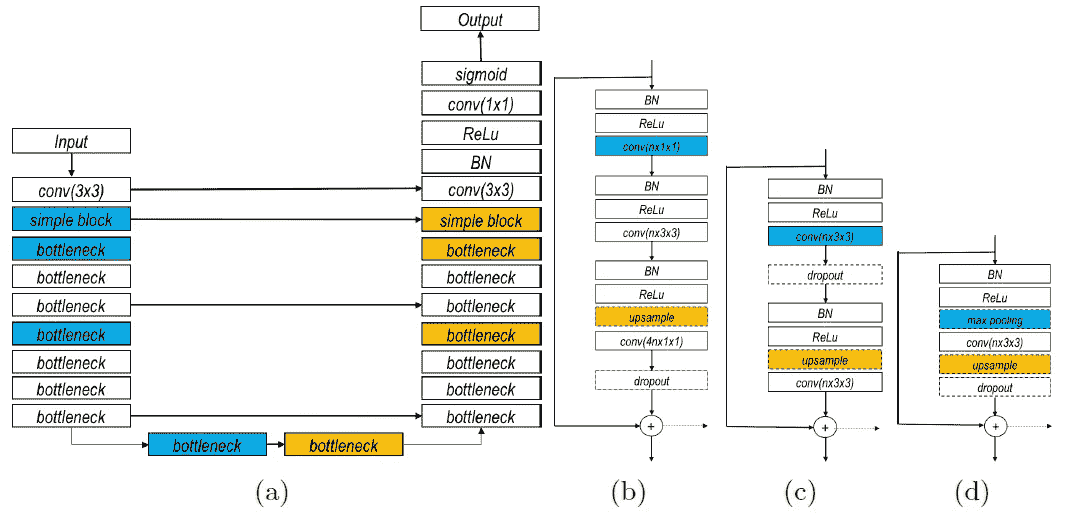 Input
conv(3x3)
simple block
bottleneck
bottleneck
bottleneck
bottleneck
bottleneck
bottleneck
bottleneck
bottleneck
bottleneck
Output
sigmoid
conv(1x1)
ReLu
BN
conv(3x3)
simple block
bottleneck
bottleneck
bottleneck
bottleneck
bottleneck
bottleneck
bottleneck
(a)
BN
ReLu
conv(nx1x1)
BN
ReLu
conv(nx3x3)
BN
ReLu
upsample
conv(4nx1x1)
dropout
+
(b)
BN
ReLu
conv(nx3x3)
dropout
BN
ReLu
upsample
conv(nx3x3)
+
(c)
BN
ReLu
max pooling
conv(nx3x3)
upsample
dropout
+
(d)